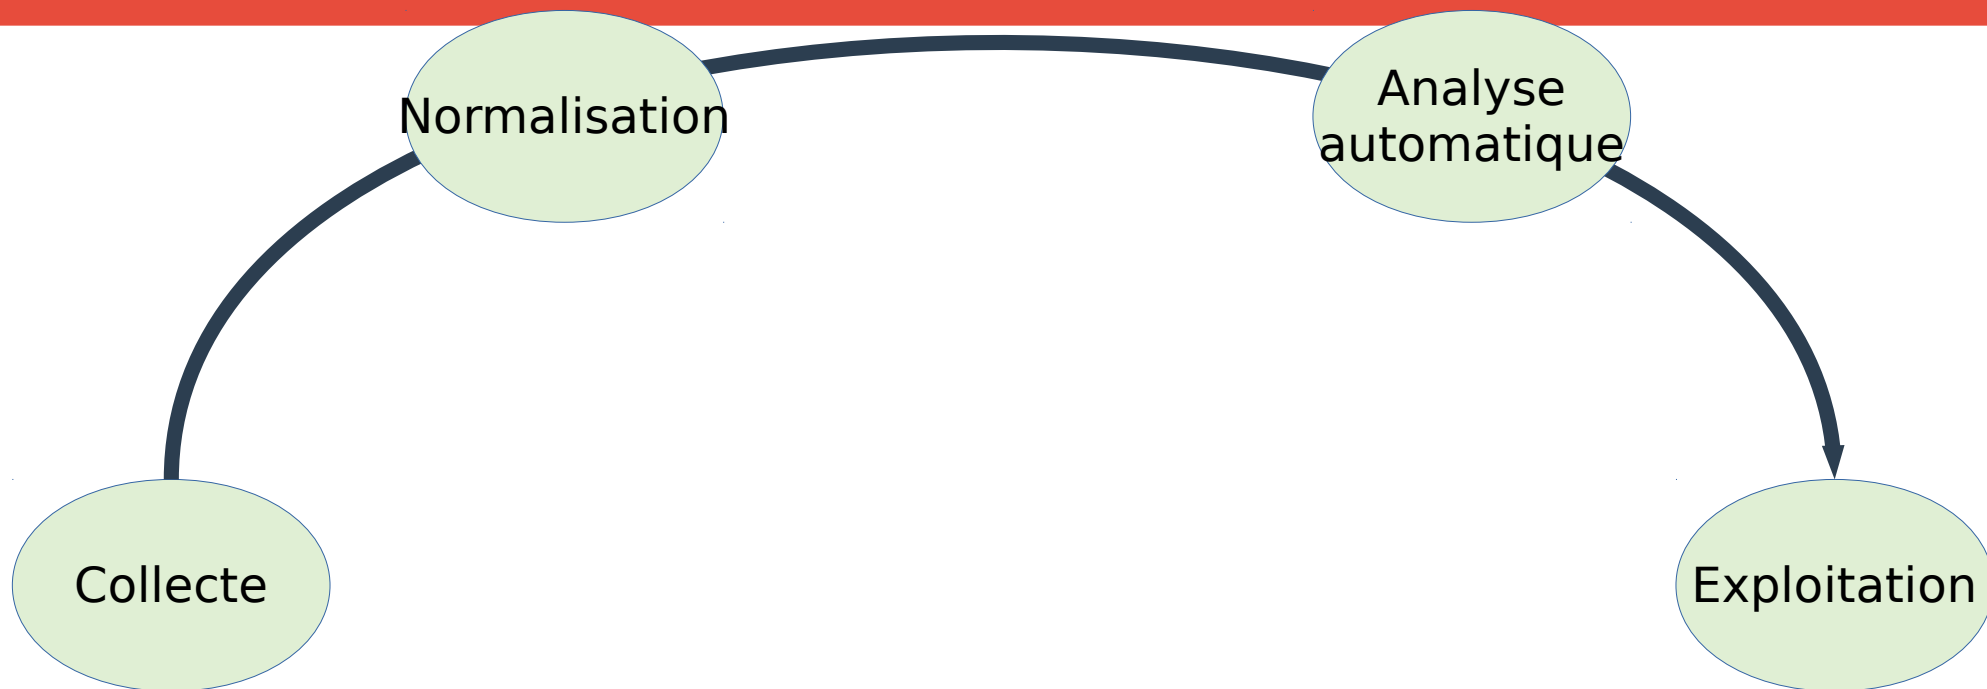 Normalisation
Analyse
automatique
Collecte
Exploitation